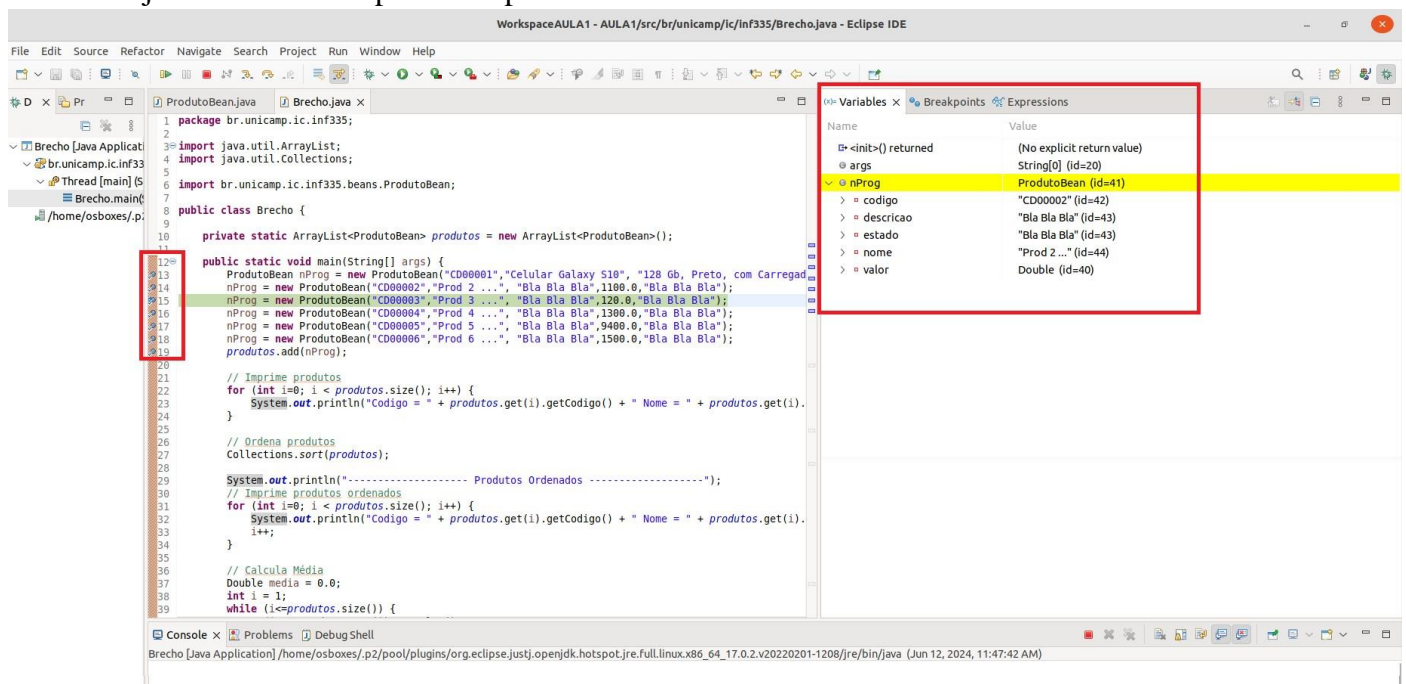 WorkspaceAULA1 - AULA1/src/br/unicamp/ic/inf335/Brecho.java - Eclipse IDE
File Edit Source Refactor Navigate Search Project Run Window Help
D Pr
Brecho [Java Applicati
br.unicamp.ic.inf33
Thread [main] (S
Brecho.main(
/home/osboxes/.p
ProdutoBean.java Brecho.java
1 package br.unicamp.ic.inf335;
2
3 import java.util.ArrayList;
4 import java.util.Collections;
5
6 import br.unicamp.ic.inf335.beans.ProdutoBean;
7
8 public class Brecho {
9
10 private static ArrayList<ProdutoBean> produtos = new ArrayList<ProdutoBean>();
11
12 public static void main(String[] args) {
13 ProdutoBean nProg = new ProdutoBean("CD00001","Celular Galaxy S10", "128 Gb, Preto, com Carregad
14 nProg = new ProdutoBean("CD00002","Prod 2 ...", "Bla Bla Bla",1100.0,"Bla Bla Bla");
15 nProg = new ProdutoBean("CD00003","Prod 3 ...", "Bla Bla Bla",120.0,"Bla Bla Bla");
16 nProg = new ProdutoBean("CD00004","Prod 4 ...", "Bla Bla Bla",1300.0,"Bla Bla Bla");
17 nProg = new ProdutoBean("CD00005","Prod 5 ...", "Bla Bla Bla",9400.0,"Bla Bla Bla");
18 nProg = new ProdutoBean("CD00006","Prod 6 ...", "Bla Bla Bla",1500.0,"Bla Bla Bla");
19 produtos.add(nProg);
20
21 // Imprime produtos
22 for (int i=0; i < produtos.size(); i++) {
23 System.out.println("Codigo = " + produtos.get(i).getCodigo() + " Nome = " + produtos.get(i).
24 }
25
26 // Ordena produtos
27 Collections.sort(produtos);
28
29 System.out.println("------------------- Produtos Ordenados -------------------");
30 // Imprime produtos ordenados
31 for (int i=0; i < produtos.size(); i++) {
32 System.out.println("Codigo = " + produtos.get(i).getCodigo() + " Nome = " + produtos.get(i).
33 i++;
34 }
35
36 // Calcula Média
37 Double media = 0.0;
38 int i = 1;
39 while (i<=produtos.size()) {
Variables Breakpoints Expressions
Name Value
<init>() returned (No explicit return value)
args String[0] (id=20)
nProg ProdutoBean (id=41)
codigo "CD00002" (id=42)
descricao "Bla Bla Bla" (id=43)
estado "Bla Bla Bla" (id=43)
nome "Prod 2 ..." (id=44)
valor Double (id=40)
Console Problems Debug Shell
Brecho [Java Application] /home/osboxes/.p2/pool/plugins/org.eclipse.justj.openjdk.hotspot.jre.full.linux.x86_64_17.0.2.v20220201-1208/jre/bin/java (Jun 12, 2024, 11:47:42 AM)